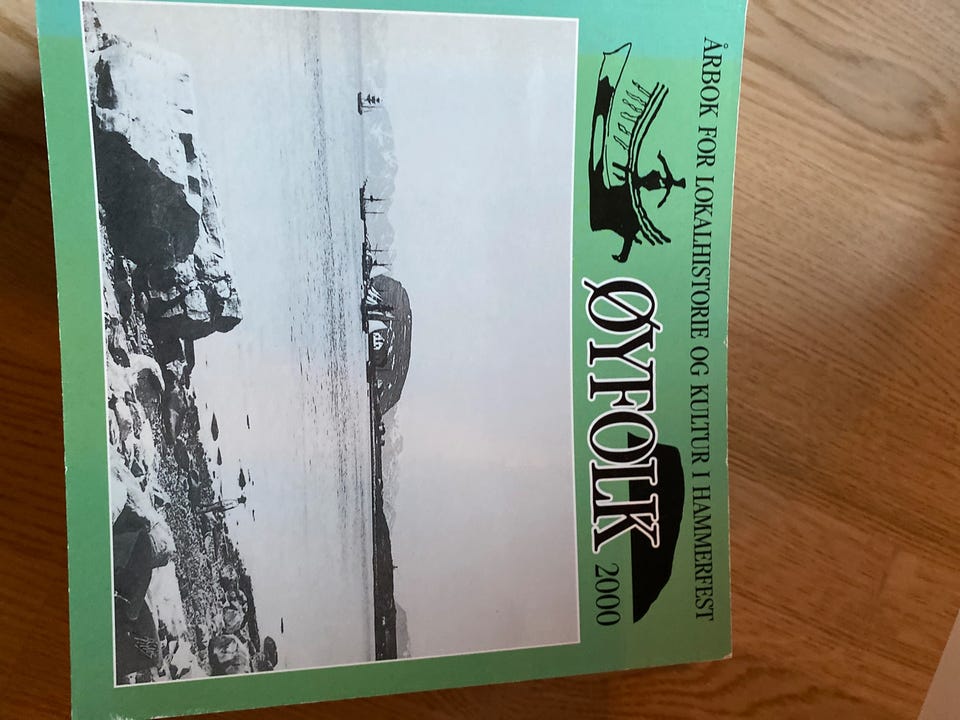 ÅRBOK FOR LOKALHISTORIE OG KULTUR I HAMMERFEST
ØYFOLK 2000